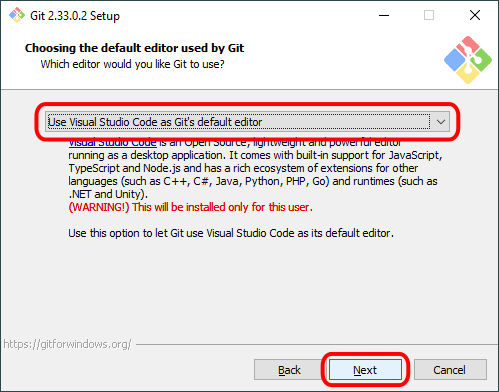 Git 2.33.0.2 Setup
Choosing the default editor used by Git
Which editor would you like Git to use?
Use Visual Studio Code as Git's default editor
Visual Studio Code is an Open Source, lightweight and powerful editor
running as a desktop application. It comes with built-in support for JavaScript,
TypeScript and Node.js and has a rich ecosystem of extensions for other
languages (such as C++, C#, Java, Python, PHP, Go) and runtimes (such as
.NET and Unity).
(WARNING!) This will be installed only for this user.
Use this option to let Git use Visual Studio Code as its default editor.
https://gitforwindows.org/
Back Next Cancel